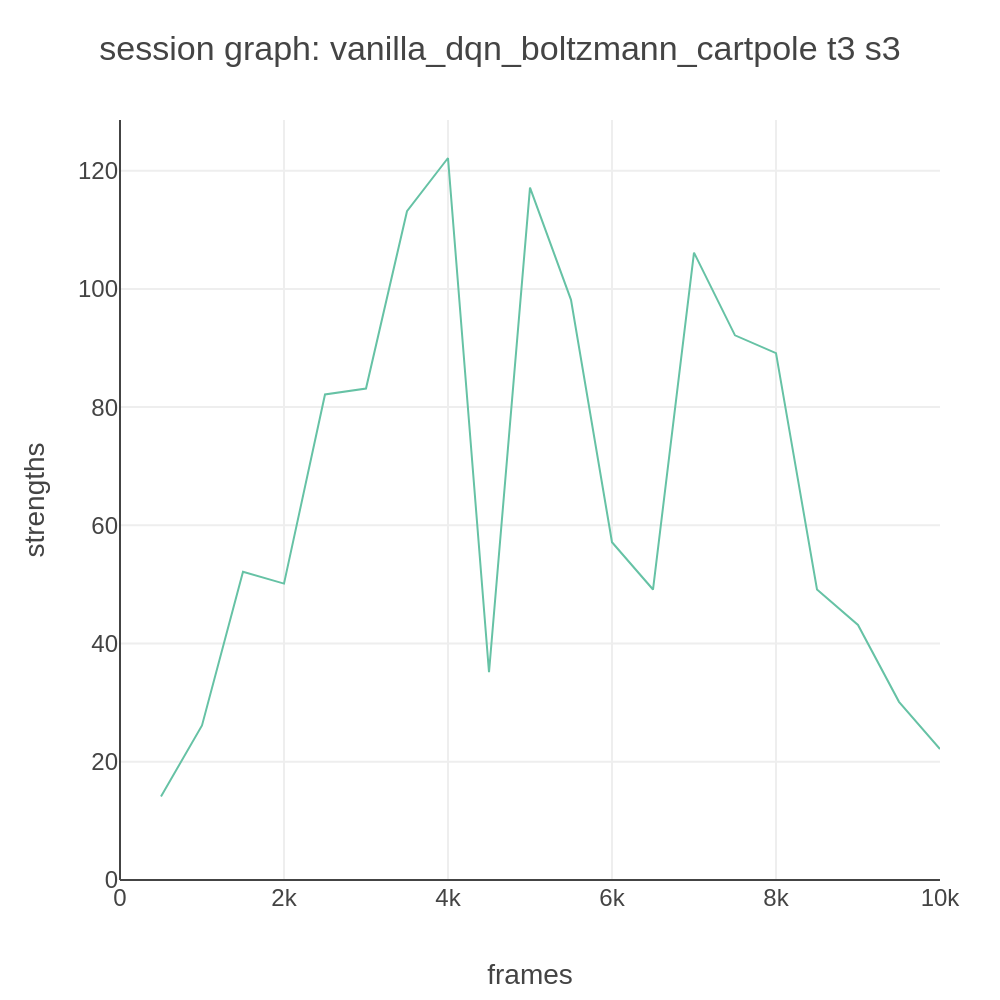 session graph: vanilla_dqn_boltzmann_cartpole t3 s3
120
100
80
60
40
20
0
strengths
0
2k
4k
6k
8k
10k
frames